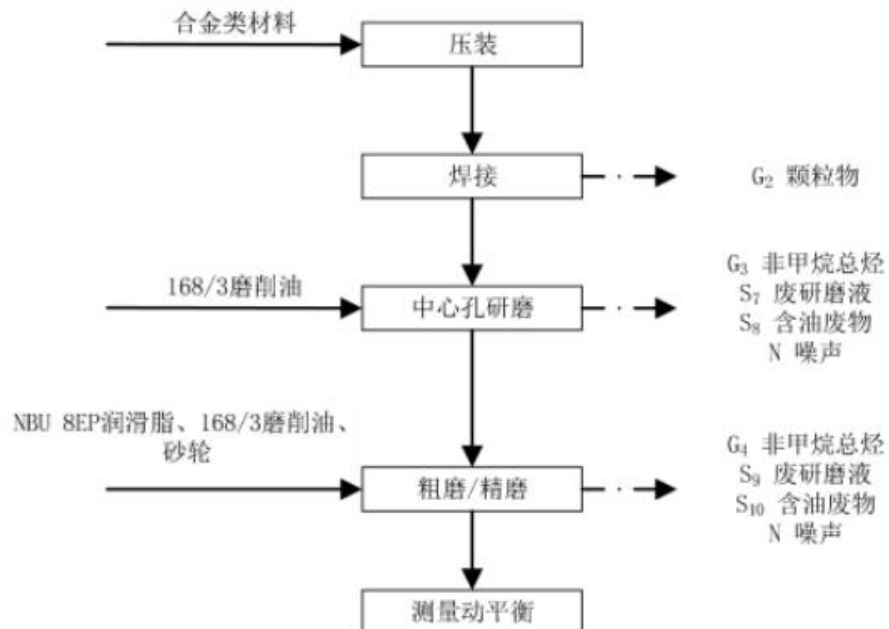 合金类材料
压装
焊接
G₂ 颗粒物
168/3磨削油
中心孔研磨
G₃ 非甲烷总烃
S₇ 废研磨液
S₈ 含油废物
N 噪声
NBU 8EP润滑脂、168/3磨削油、
砂轮
粗磨/精磨
G₄ 非甲烷总烃
S₉ 废研磨液
S₁₀ 含油废物
N 噪声
测量动平衡